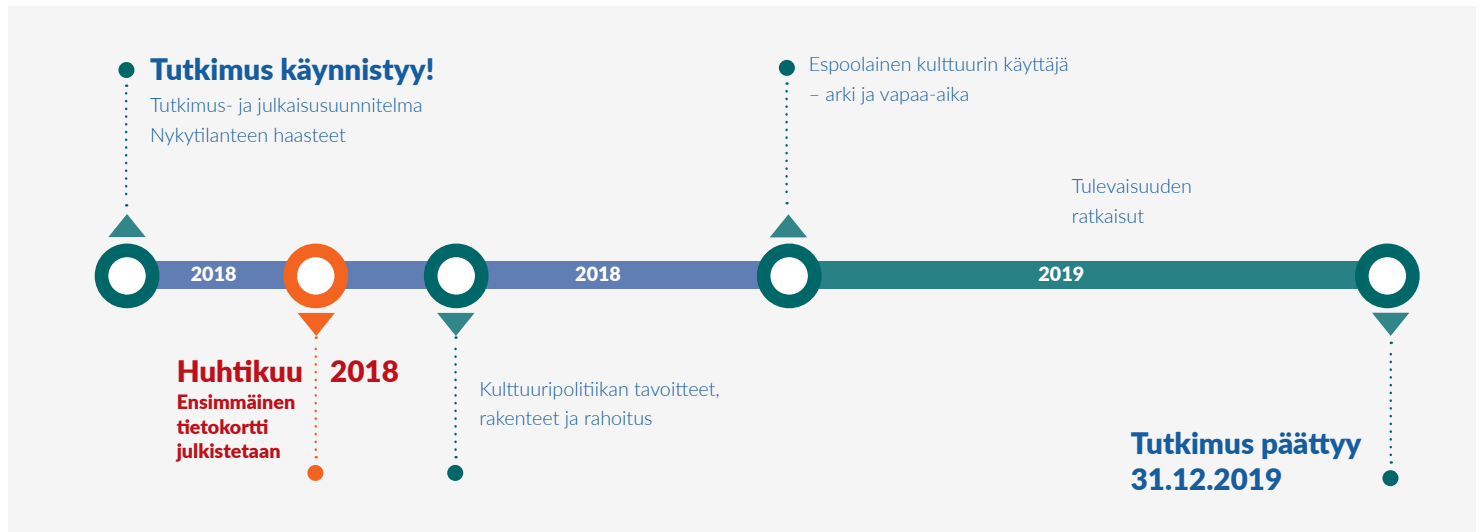 Tutkimus käynnistyy!
Tutkimus- ja julkaisusuunnitelma
Nykytilanteen haasteet
Espoolainen kulttuurin käyttäjä
– arki ja vapaa-aika
Tulevaisuuden
ratkaisut
2018
2018
2019
Huhtikuu 2018
Ensimmäinen
tietokortti
julkistetaan
Kulttuuripolitiikan tavoitteet,
rakenteet ja rahoitus
Tutkimus päättyy
31.12.2019